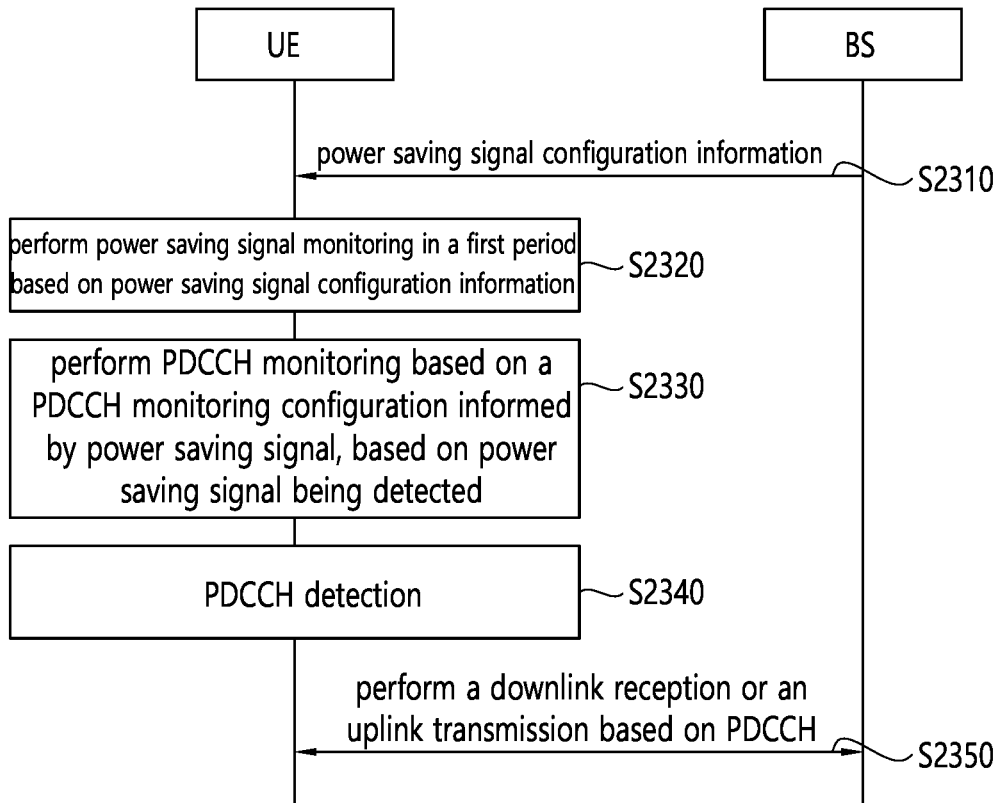 UE
BS
power saving signal configuration information
S2310
perform power saving signal monitoring in a first period
based on power saving signal configuration information
S2320
perform PDCCH monitoring based on a
PDCCH monitoring configuration informed
by power saving signal, based on power
saving signal being detected
S2330
PDCCH detection
S2340
perform a downlink reception or an
uplink transmission based on PDCCH
S2350